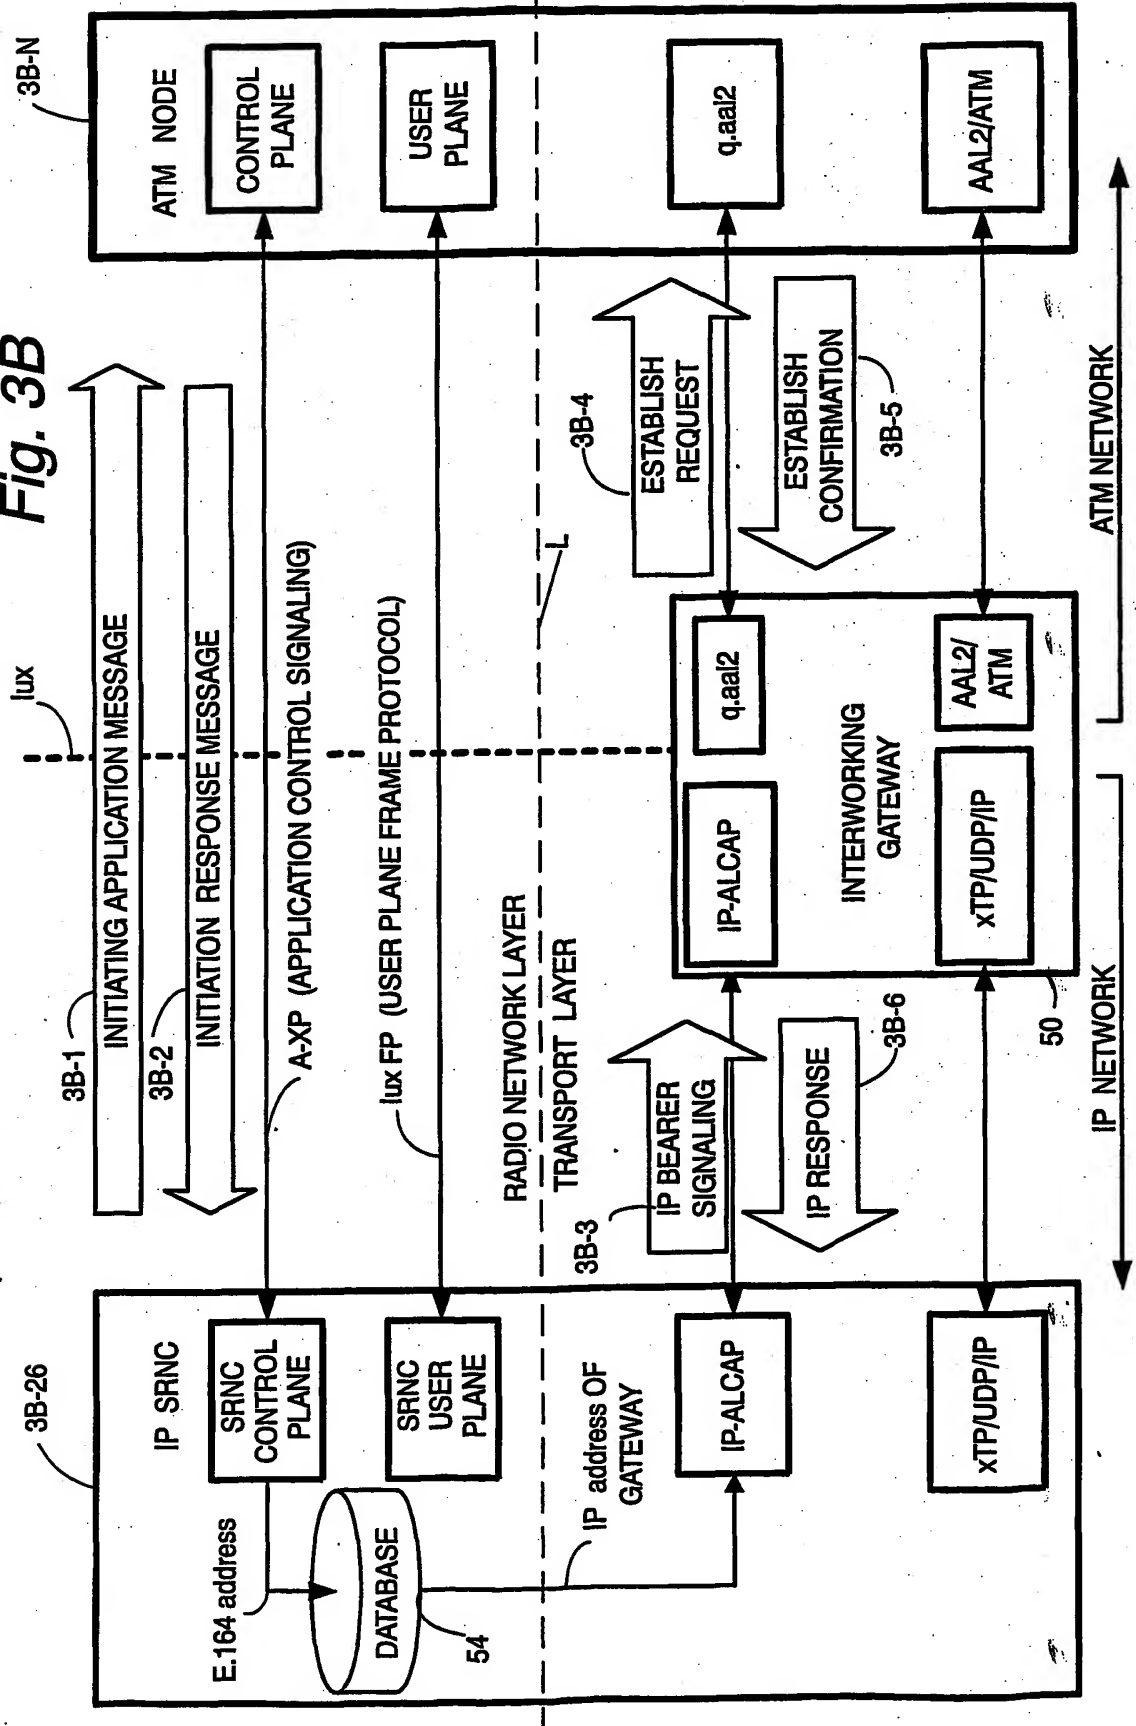 Fig. 3B
3B-26
IP SRNC
SRNC
CONTROL
PLANE
E.164 address
SRNC
USER
PLANE
DATABASE
54
IP address OF
GATEWAY
IP-ALCAP
xTP/UDP/IP
3B-1
INITIATING APPLICATION MESSAGE
3B-2
INITIATION RESPONSE MESSAGE
Iux
A-XP (APPLICATION CONTROL SIGNALING)
Iux FP (USER PLANE FRAME PROTOCOL)
RADIO NETWORK LAYER
TRANSPORT LAYER
L
3B-3
IP BEARER
SIGNALING
IP RESPONSE
3B-6
50
IP-ALCAP
q.aal2
INTERWORKING
GATEWAY
xTP/UDP/IP
AAL2/
ATM
3B-4
ESTABLISH
REQUEST
ESTABLISH
CONFIRMATION
3B-5
3B-N
ATM NODE
CONTROL
PLANE
USER
PLANE
q.aal2
AAL2/ATM
IP NETWORK
ATM NETWORK